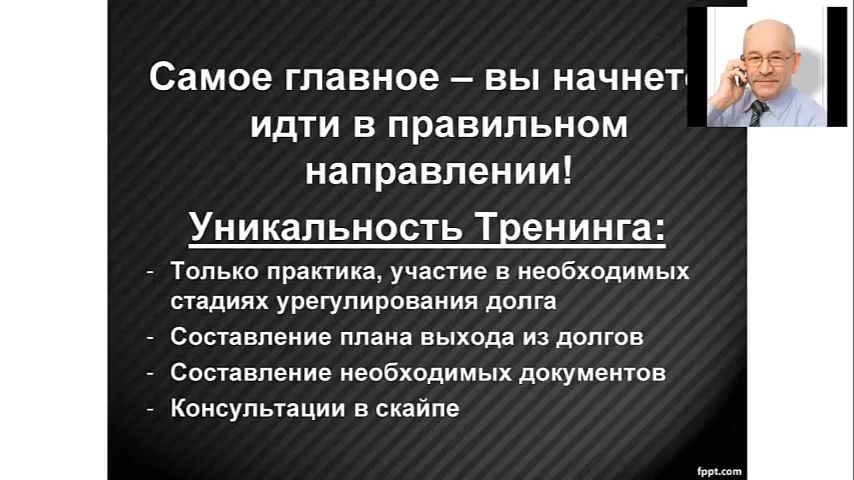 Самое главное – вы начнете
идти в правильном
направлении!
Уникальность Тренинга:
- Только практика, участие в необходимых
стадиях урегулирования долга
- Составление плана выхода из долгов
- Составление необходимых документов
- Консультации в скайпе
fppt.com